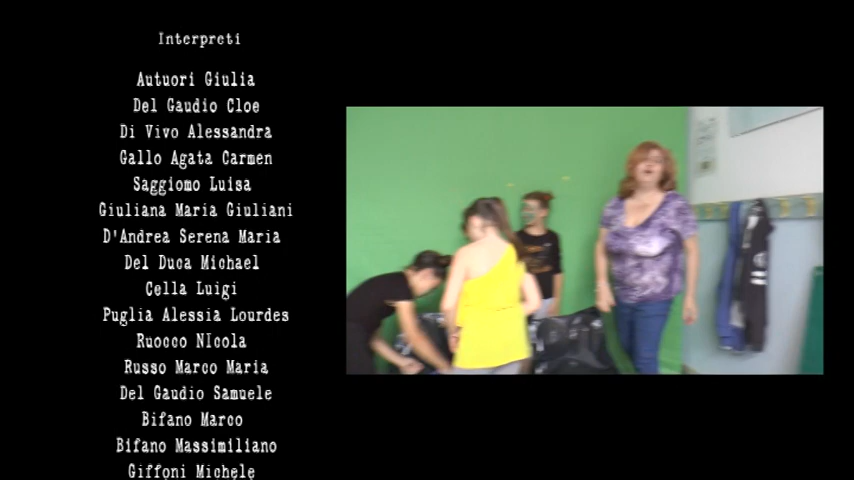 Interpreti
Autuori Giulia
Del Gaudio Cloe
Di Vivo Alessandra
Gallo Agata Carmen
Saggiomo Luisa
Giuliana Maria Giuliani
D'Andrea Serena Maria
Del Duca Michael
Cella Luigi
Puglia Alessia Lourdes
Ruocco NIcola
Russo Marco Maria
Del Gaudio Samuele
Bifano Marco
Bifano Massimiliano
Giffoni Michele